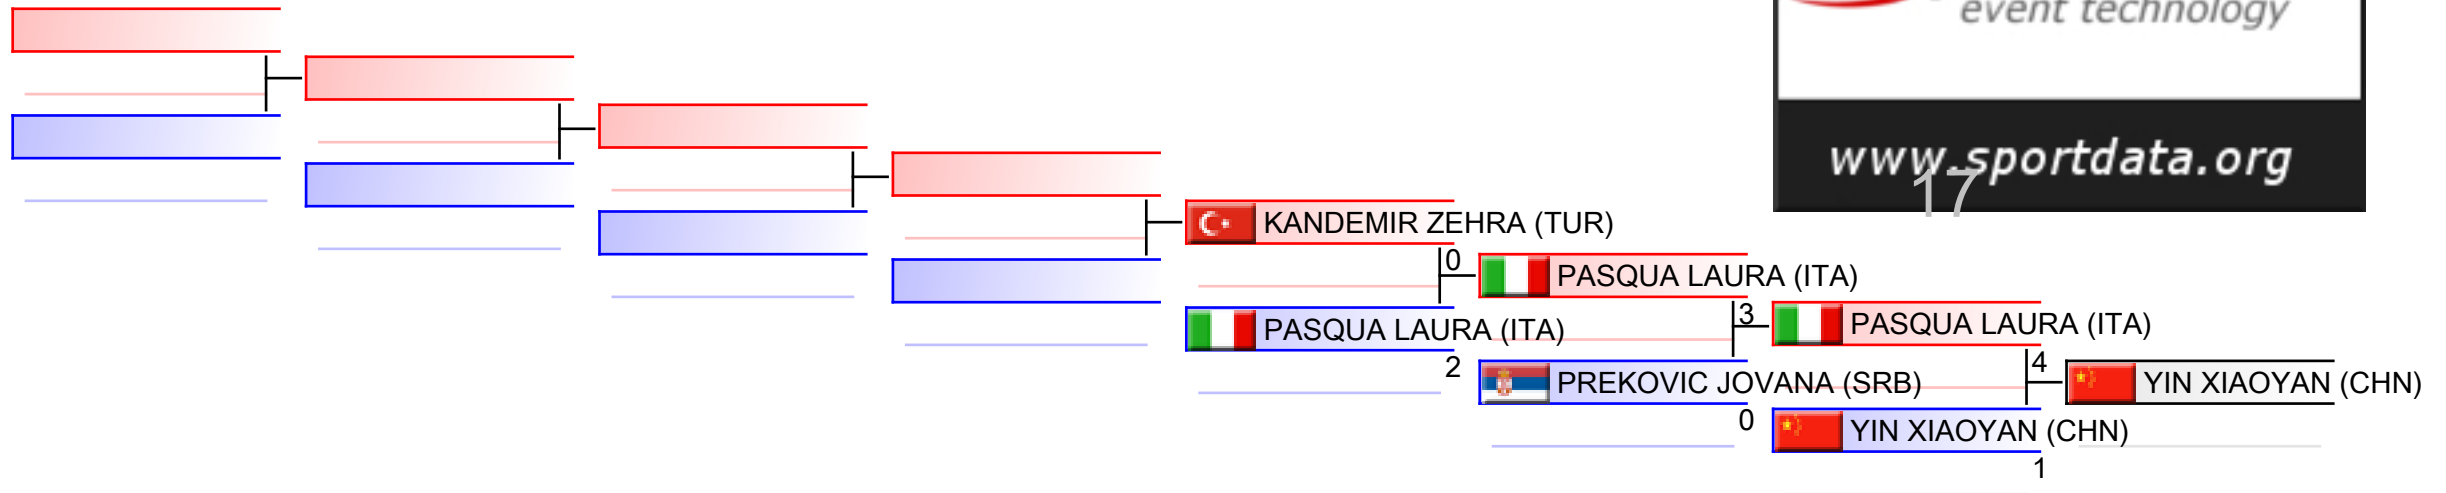 event technology
www.sportdata.org
17
KANDEMIR ZEHRA (TUR)
0
PASQUA LAURA (ITA)
PASQUA LAURA (ITA)
2
3
PASQUA LAURA (ITA)
PREKOVIC JOVANA (SRB)
0
4
YIN XIAOYAN (CHN)
YIN XIAOYAN (CHN)
1